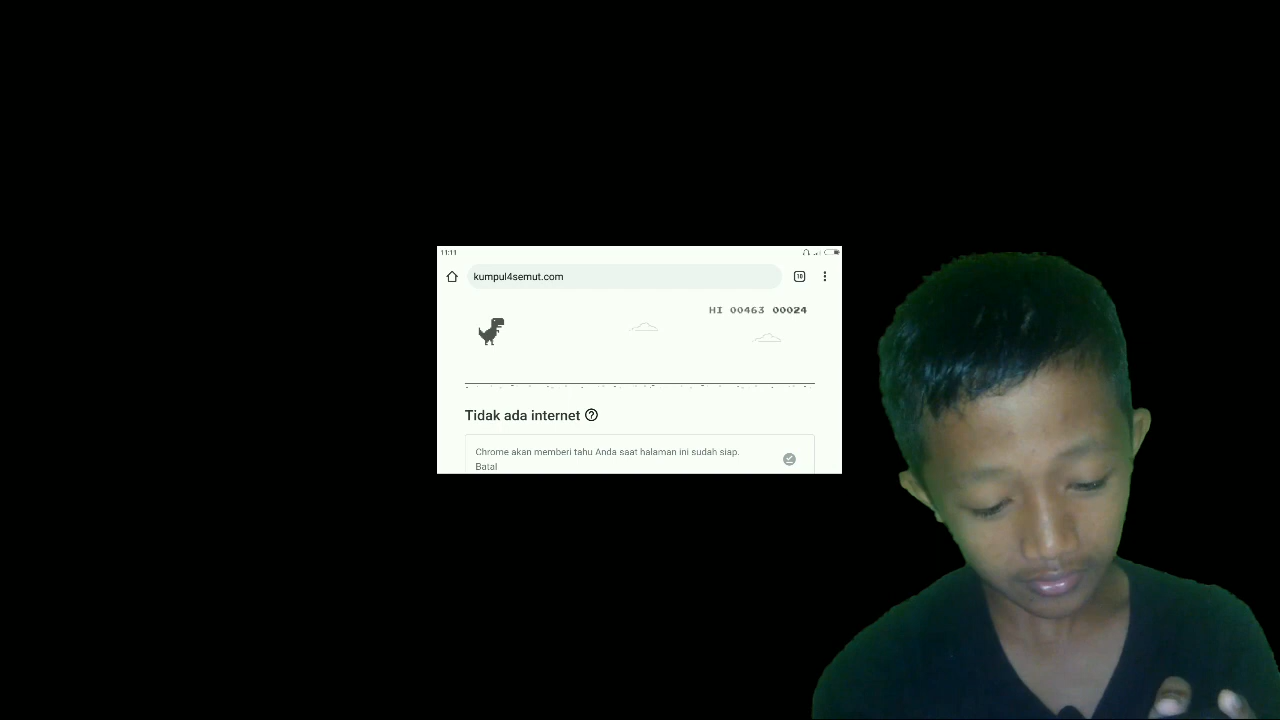 11:11
kumpul4semut.com
10
HI 00463 00024
Tidak ada internet
Chrome akan memberi tahu Anda saat halaman ini sudah siap.
Batal